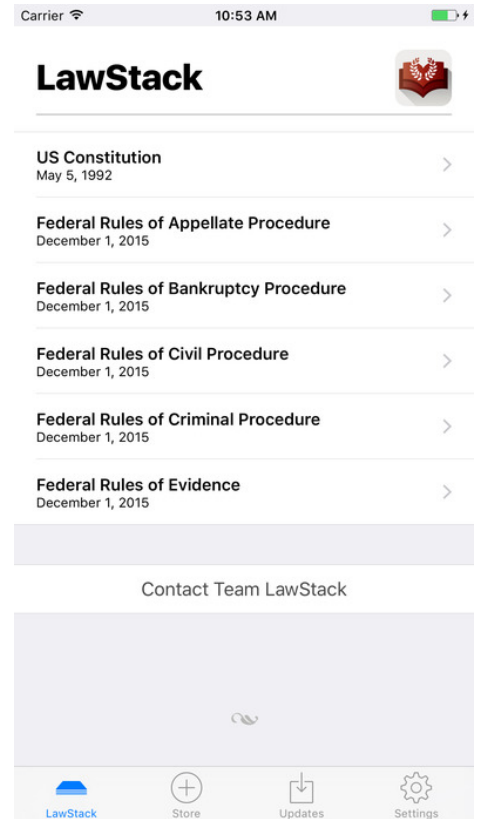 Carrier 10:53 AM
LawStack
US Constitution
May 5, 1992
Federal Rules of Appellate Procedure
December 1, 2015
Federal Rules of Bankruptcy Procedure
December 1, 2015
Federal Rules of Civil Procedure
December 1, 2015
Federal Rules of Criminal Procedure
December 1, 2015
Federal Rules of Evidence
December 1, 2015
Contact Team LawStack
LawStack Store Updates Settings